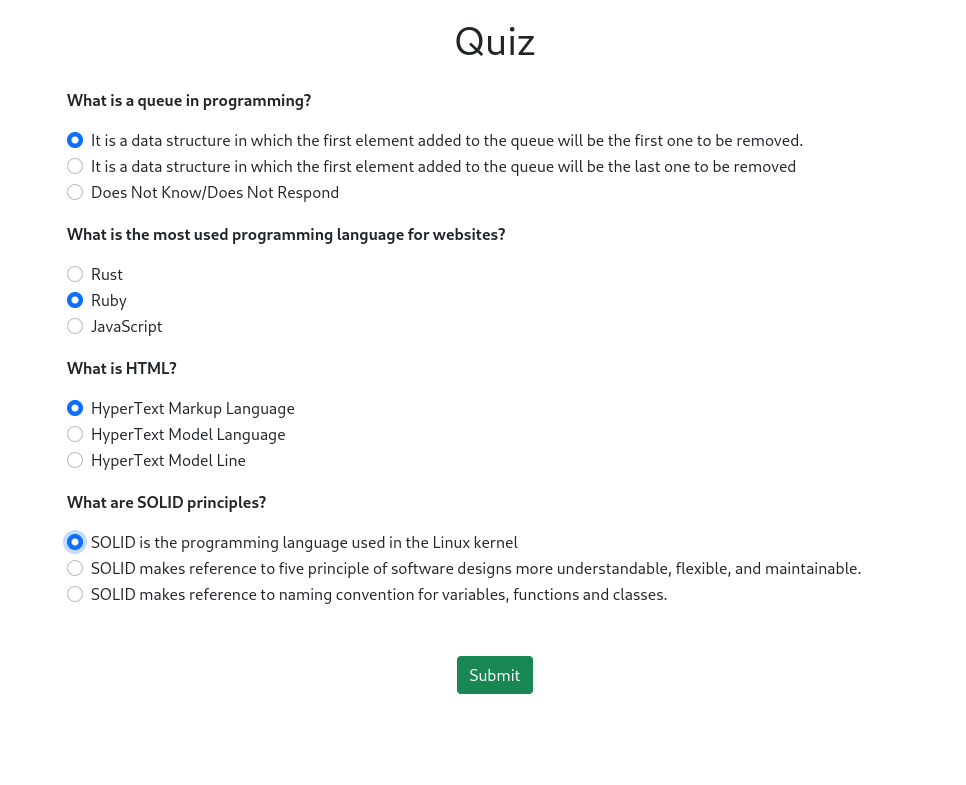 Quiz
What is a queue in programming?
It is a data structure in which the first element added to the queue will be the first one to be removed.
It is a data structure in which the first element added to the queue will be the last one to be removed
Does Not Know/Does Not Respond
What is the most used programming language for websites?
Rust
Ruby
JavaScript
What is HTML?
HyperText Markup Language
HyperText Model Language
HyperText Model Line
What are SOLID principles?
SOLID is the programming language used in the Linux kernel
SOLID makes reference to five principle of software designs more understandable, flexible, and maintainable.
SOLID makes reference to naming convention for variables, functions and classes.
Submit